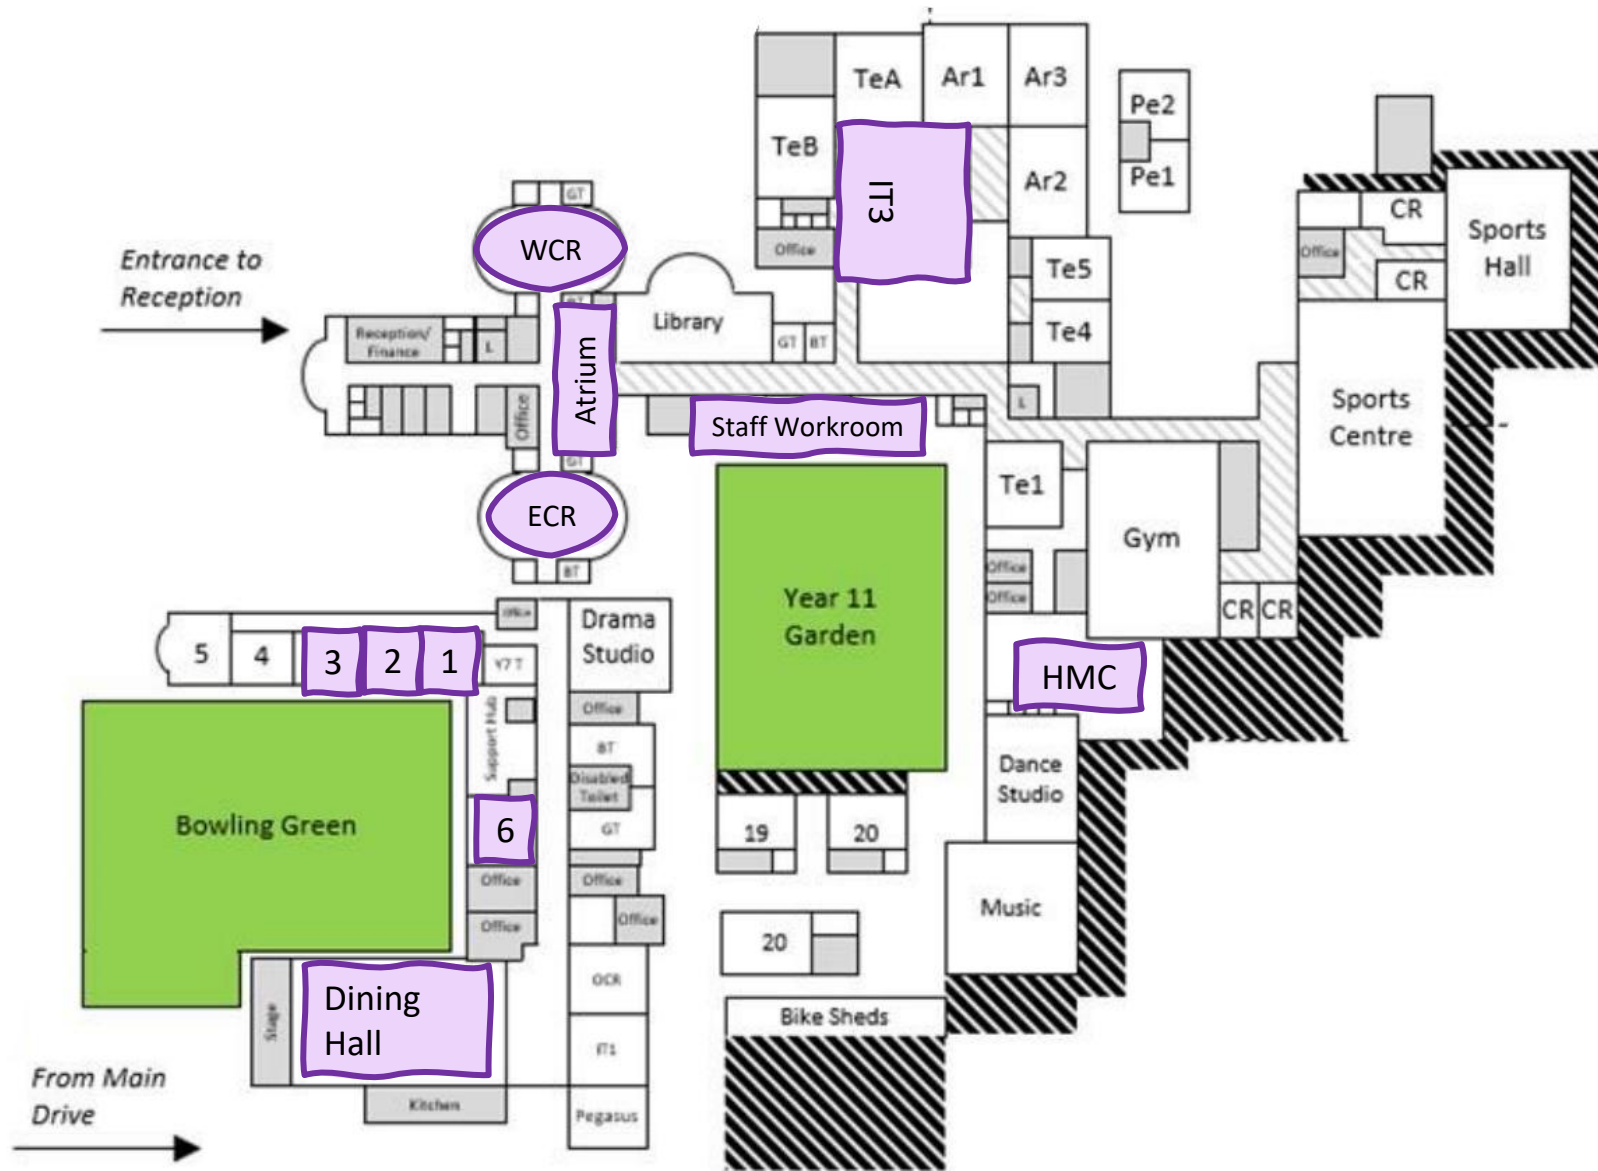 TeA
Ar1
Ar3
Pe2
TeB
IT3
Ar2
Pe1
GT
CR
WCR
Office
Sports
Hall
Entrance to
Reception
Office
Te5
CR
GT
Library
Reception/
Finance
L
GT
BT
Te4
Atrium
Office
Staff Workroom
L
Sports
Centre
GT
Te1
ECR
Gym
BT
Office
Office
Year 11
Garden
Office
Drama
Studio
CR
CR
5
4
3
2
1
Y7 T
HMC
Support Hub
Office
BT
Dance
Studio
Disabled
Toilet
Bowling Green
6
GT
19
20
Office
Office
Office
Office
Music
20
OCR
Dining
Hall
Stage
Bike Sheds
IT1
From Main
Drive
Kitchen
Pegasus